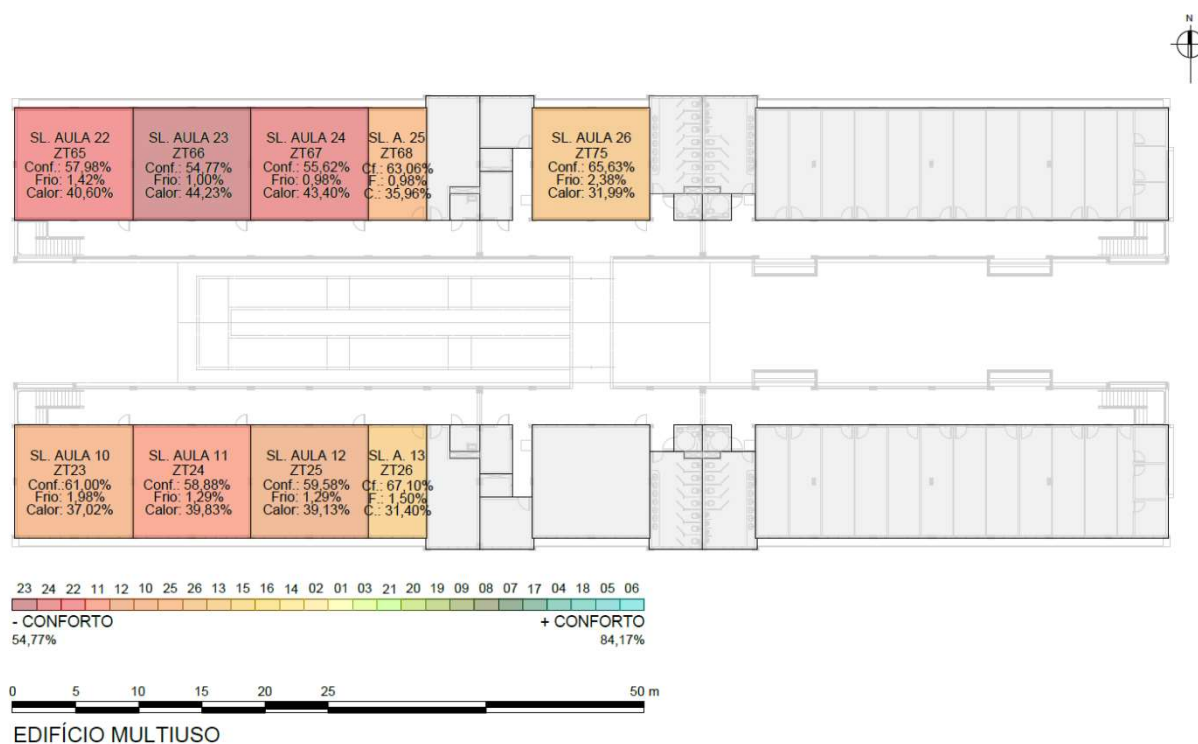 N
SL. AULA 22
ZT65
Conf.: 57,98%
Frio: 1,42%
Calor: 40,60%
SL. AULA 23
ZT66
Conf.: 54,77%
Frio: 1,00%
Calor: 44,23%
SL. AULA 24
ZT67
Conf.: 55,62%
Frio: 0,98%
Calor: 43,40%
SL. A. 25
ZT68
Cf.: 63,06%
F.: 0,98%
C.: 35,96%
SL. AULA 26
ZT75
Conf.: 65,63%
Frio: 2,38%
Calor: 31,99%
SL. AULA 10
ZT23
Conf.:61,00%
Frio: 1,98%
Calor: 37,02%
SL. AULA 11
ZT24
Conf.: 58,88%
Frio: 1,29%
Calor: 39,83%
SL. AULA 12
ZT25
Conf.: 59,58%
Frio: 1,29%
Calor: 39,13%
SL. A. 13
ZT26
Cf.: 67,10%
F.: 1,50%
C.: 31,40%
23 24 22 11 12 10 25 26 13 15 16 14 02 01 03 21 20 19 09 08 07 17 04 18 05 06
- CONFORTO + CONFORTO
54,77% 84,17%
0 5 10 15 20 25 50 m
EDIFÍCIO MULTIUSO